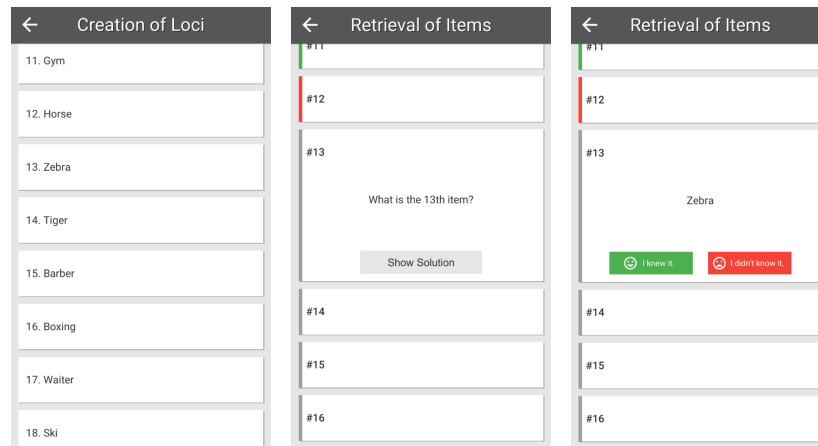 Creation of Loci
11. Gym
12. Horse
13. Zebra
14. Tiger
15. Barber
16. Boxing
17. Waiter
18. Ski
Retrieval of Items
#11
#12
#13
What is the 13th item?
Show Solution
#14
#15
#16
Retrieval of Items
#11
#12
#13
Zebra
I knew it.
I didn't know it.
#14
#15
#16